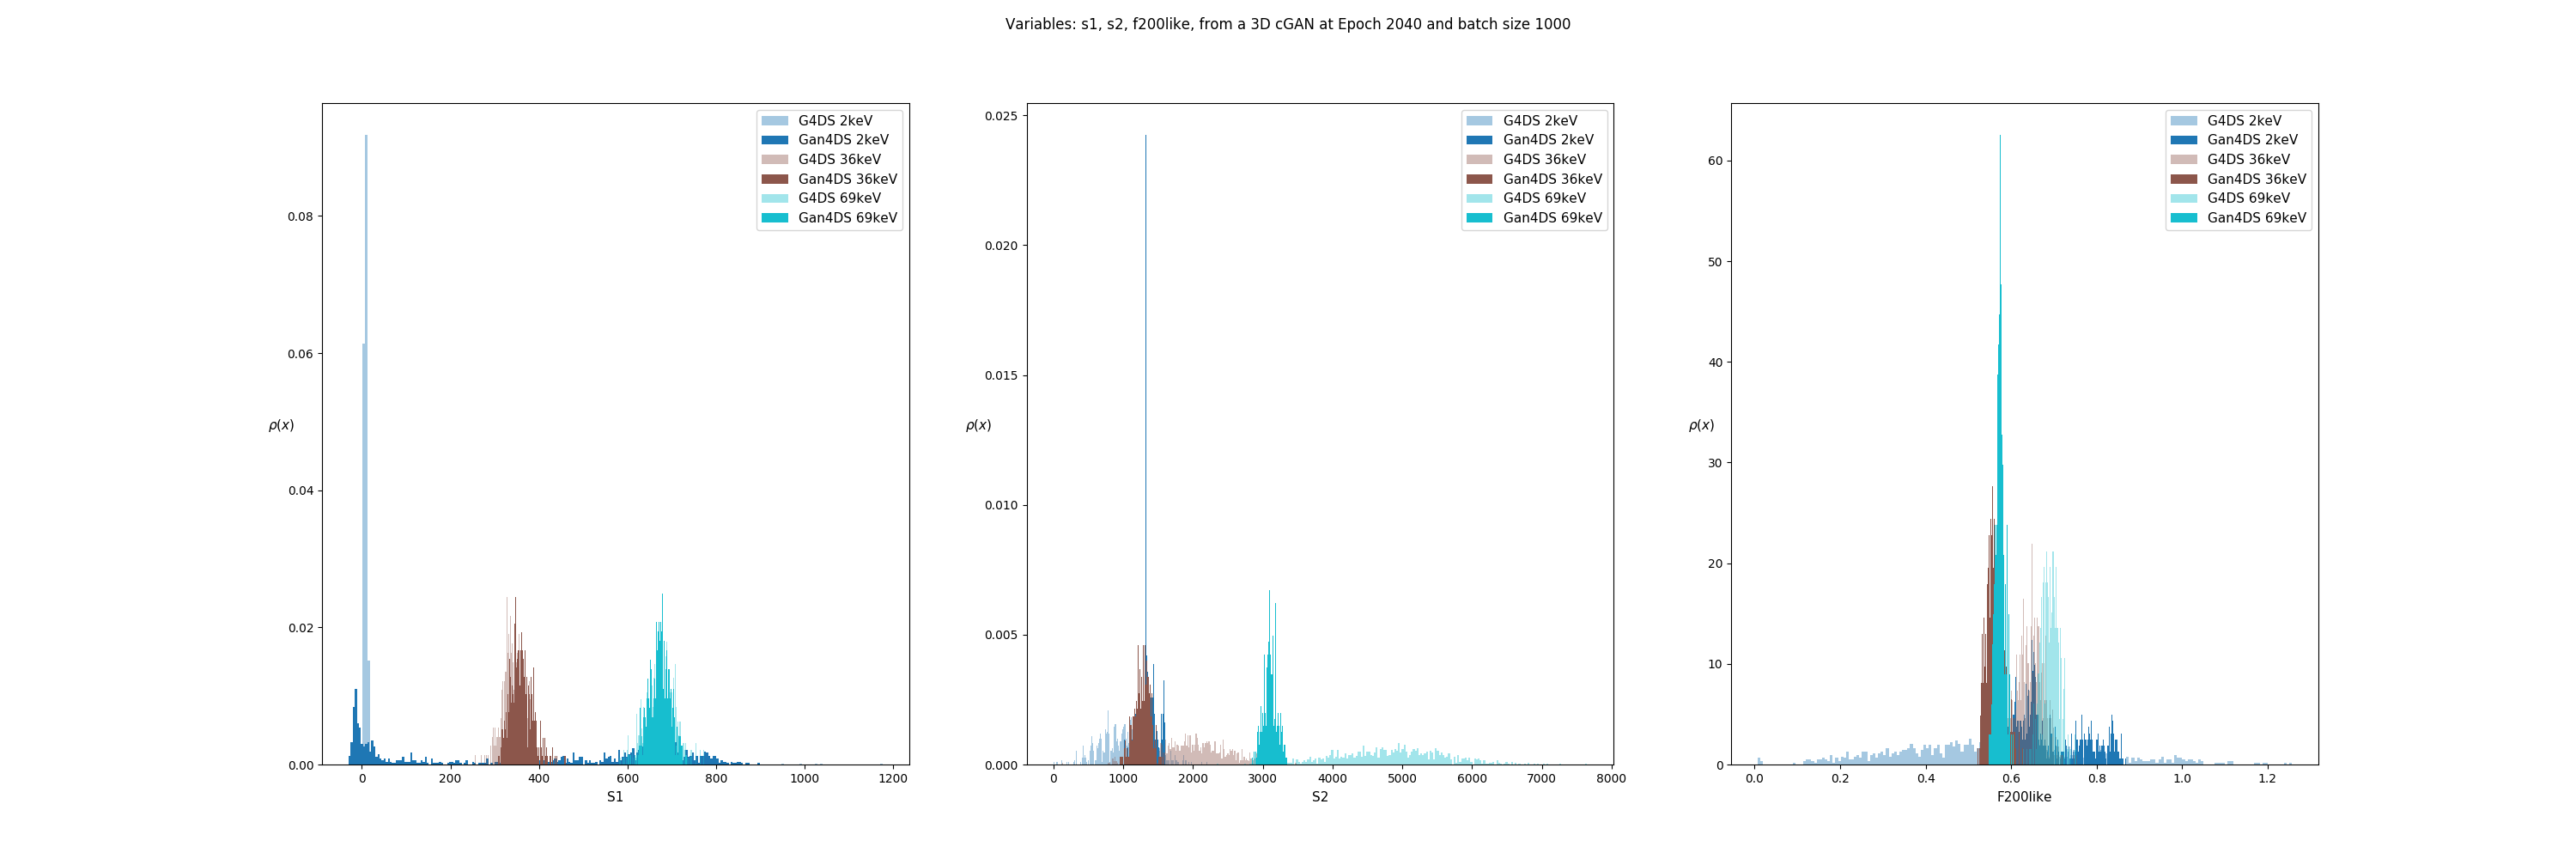 Variables: s1, s2, f200like, from a 3D cGAN at Epoch 2040 and batch size 1000
G4DS 2keV
Gan4DS 2keV
G4DS 36keV
Gan4DS 36keV
G4DS 69keV
Gan4DS 69keV
0.08
0.06
ρ(x)
0.04
0.02
0.00
0
200
400
600
800
1000
1200
S1
G4DS 2keV
Gan4DS 2keV
G4DS 36keV
Gan4DS 36keV
G4DS 69keV
Gan4DS 69keV
0.025
0.020
0.015
ρ(x)
0.010
0.005
0.000
0
1000
2000
3000
4000
5000
6000
7000
8000
S2
G4DS 2keV
Gan4DS 2keV
G4DS 36keV
Gan4DS 36keV
G4DS 69keV
Gan4DS 69keV
60
50
40
ρ(x)
30
20
10
0
0.0
0.2
0.4
0.6
0.8
1.0
1.2
F200like